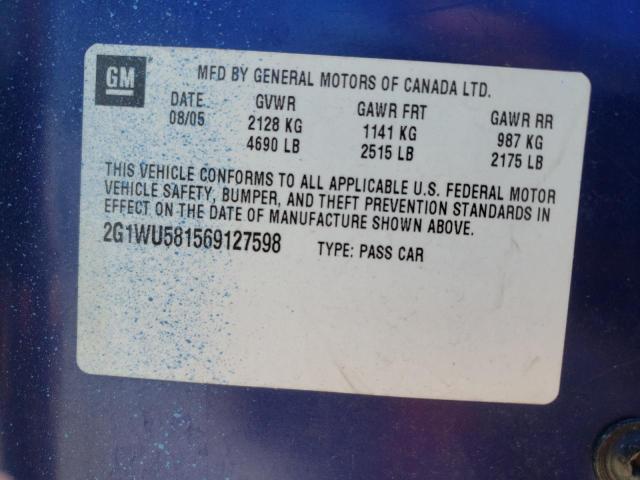 GM
MFD BY GENERAL MOTORS OF CANADA LTD.
DATE GVWR GAWR FRT GAWR RR
08/05 2128 KG 1141 KG 987 KG
4690 LB 2515 LB 2175 LB
THIS VEHICLE CONFORMS TO ALL APPLICABLE U.S. FEDERAL MOTOR
VEHICLE SAFETY, BUMPER, AND THEFT PREVENTION STANDARDS IN
EFFECT ON THE DATE OF MANUFACTURE SHOWN ABOVE.
2G1WU581569127598 TYPE: PASS CAR